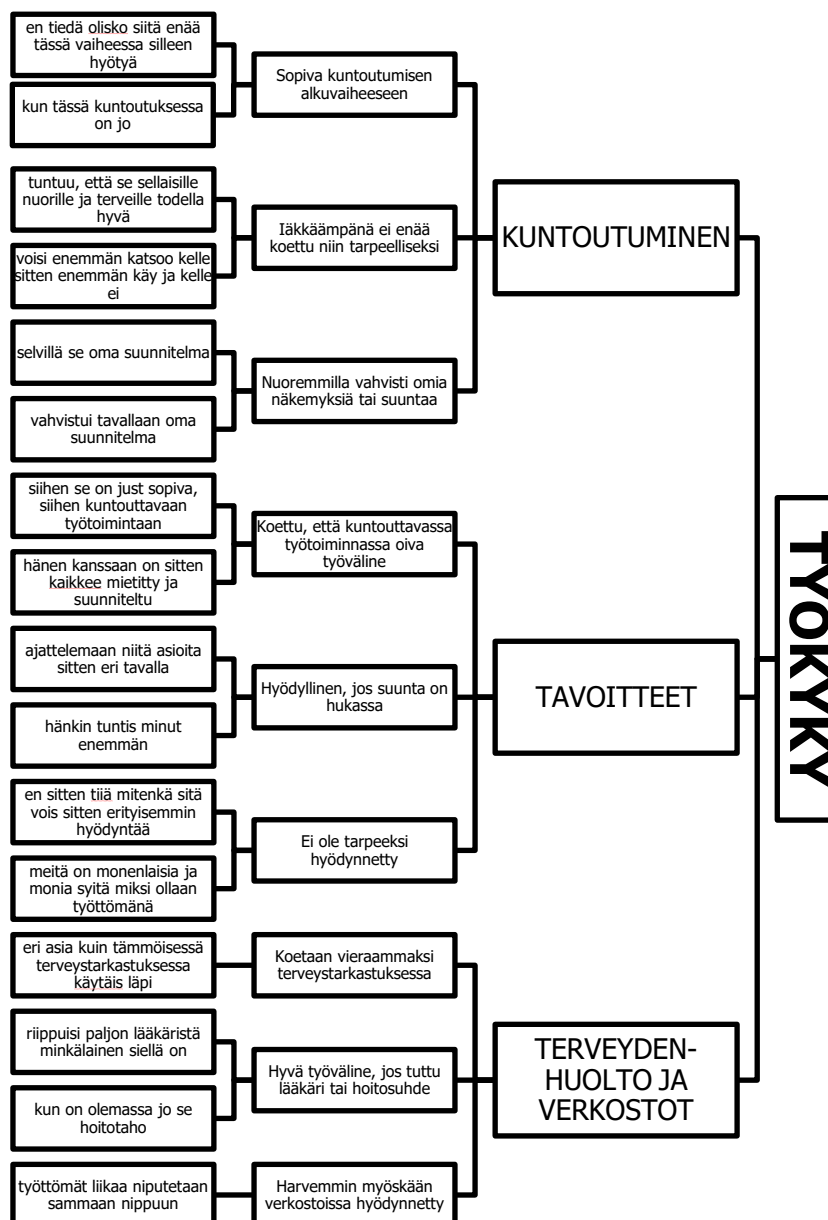 en tiedä olisko siitä enää
tässä vaiheessa silleen
hyötyä
kun tässä kuntoutuksessa
on jo
Sopiva kuntoutumisen
alkuvaiheeseen
tuntuu, että se sellaisille
nuorille ja terveille todella
hyvä
voisi enemmän katsoo kelle
sitten enemmän käy ja kelle
ei
Iäkkäämpänä ei enää
koettu niin tarpeelliseksi
selvillä se oma suunnitelma
vahvistui tavallaan oma
suunnitelma
Nuoremmilla vahvisti omia
näkemyksiä tai suuntaa
KUNTOUTUMINEN
siihen se on just sopiva,
siihen kuntouttavaan
työtoimintaan
hänen kanssaan on sitten
kaikkee mietitty ja
suunniteltu
Koettu, että kuntouttavassa
työtoiminnassa oiva
työväline
ajattelemaan niitä asioita
sitten eri tavalla
hänkin tuntis minut
enemmän
Hyödyllinen, jos suunta on
hukassa
en sitten tiiä mitenkä sitä
vois sitten erityisemmin
hyödyntää
meitä on monenlaisia ja
monia syitä miksi ollaan
työttömänä
Ei ole tarpeeksi
hyödynnetty
TAVOITTEET
eri asia kuin tämmöisessä
terveystarkastuksessa
käytäis läpi
Koetaan vieraammaksi
terveystarkastuksessa
riippuisi paljon lääkäristä
minkälainen siellä on
kun on olemassa jo se
hoitotaho
Hyvä työväline, jos tuttu
lääkäri tai hoitosuhde
työttömät liikaa niputetaan
sammaan nippuun
Harvemmin myöskään
verkostoissa hyödynnetty
TERVEYDEN-
HUOLTO JA
VERKOSTOT
TYÖKYKY